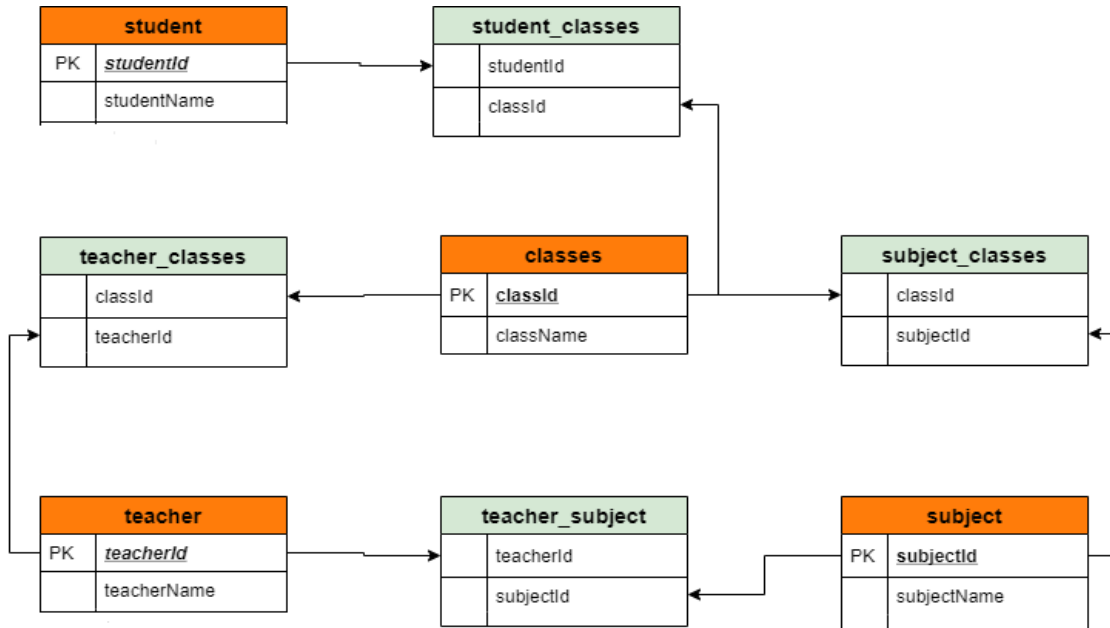 student
PK studentId
studentName
student_classes
studentId
classId
teacher_classes
classId
teacherId
classes
PK classId
className
subject_classes
classId
subjectId
teacher
PK teacherId
teacherName
teacher_subject
teacherId
subjectId
subject
PK subjectId
subjectName